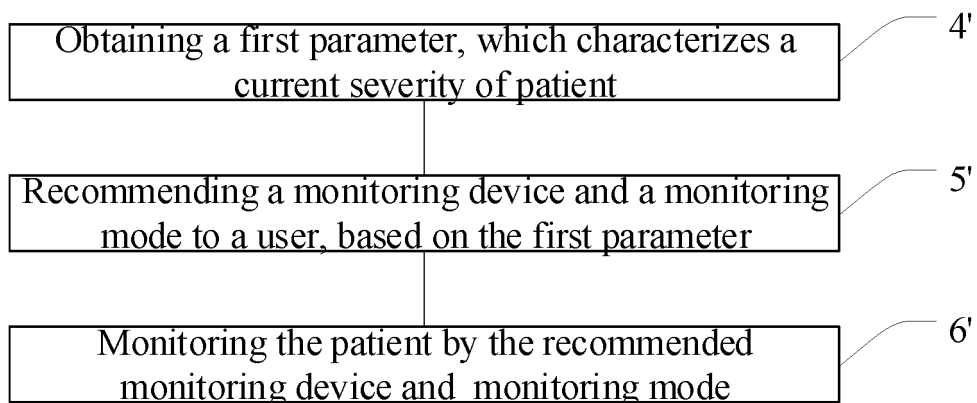 Obtaining a first parameter, which characterizes a
current severity of patient
4'
Recommending a monitoring device and a monitoring
mode to a user, based on the first parameter
5'
Monitoring the patient by the recommended
monitoring device and monitoring mode
6'